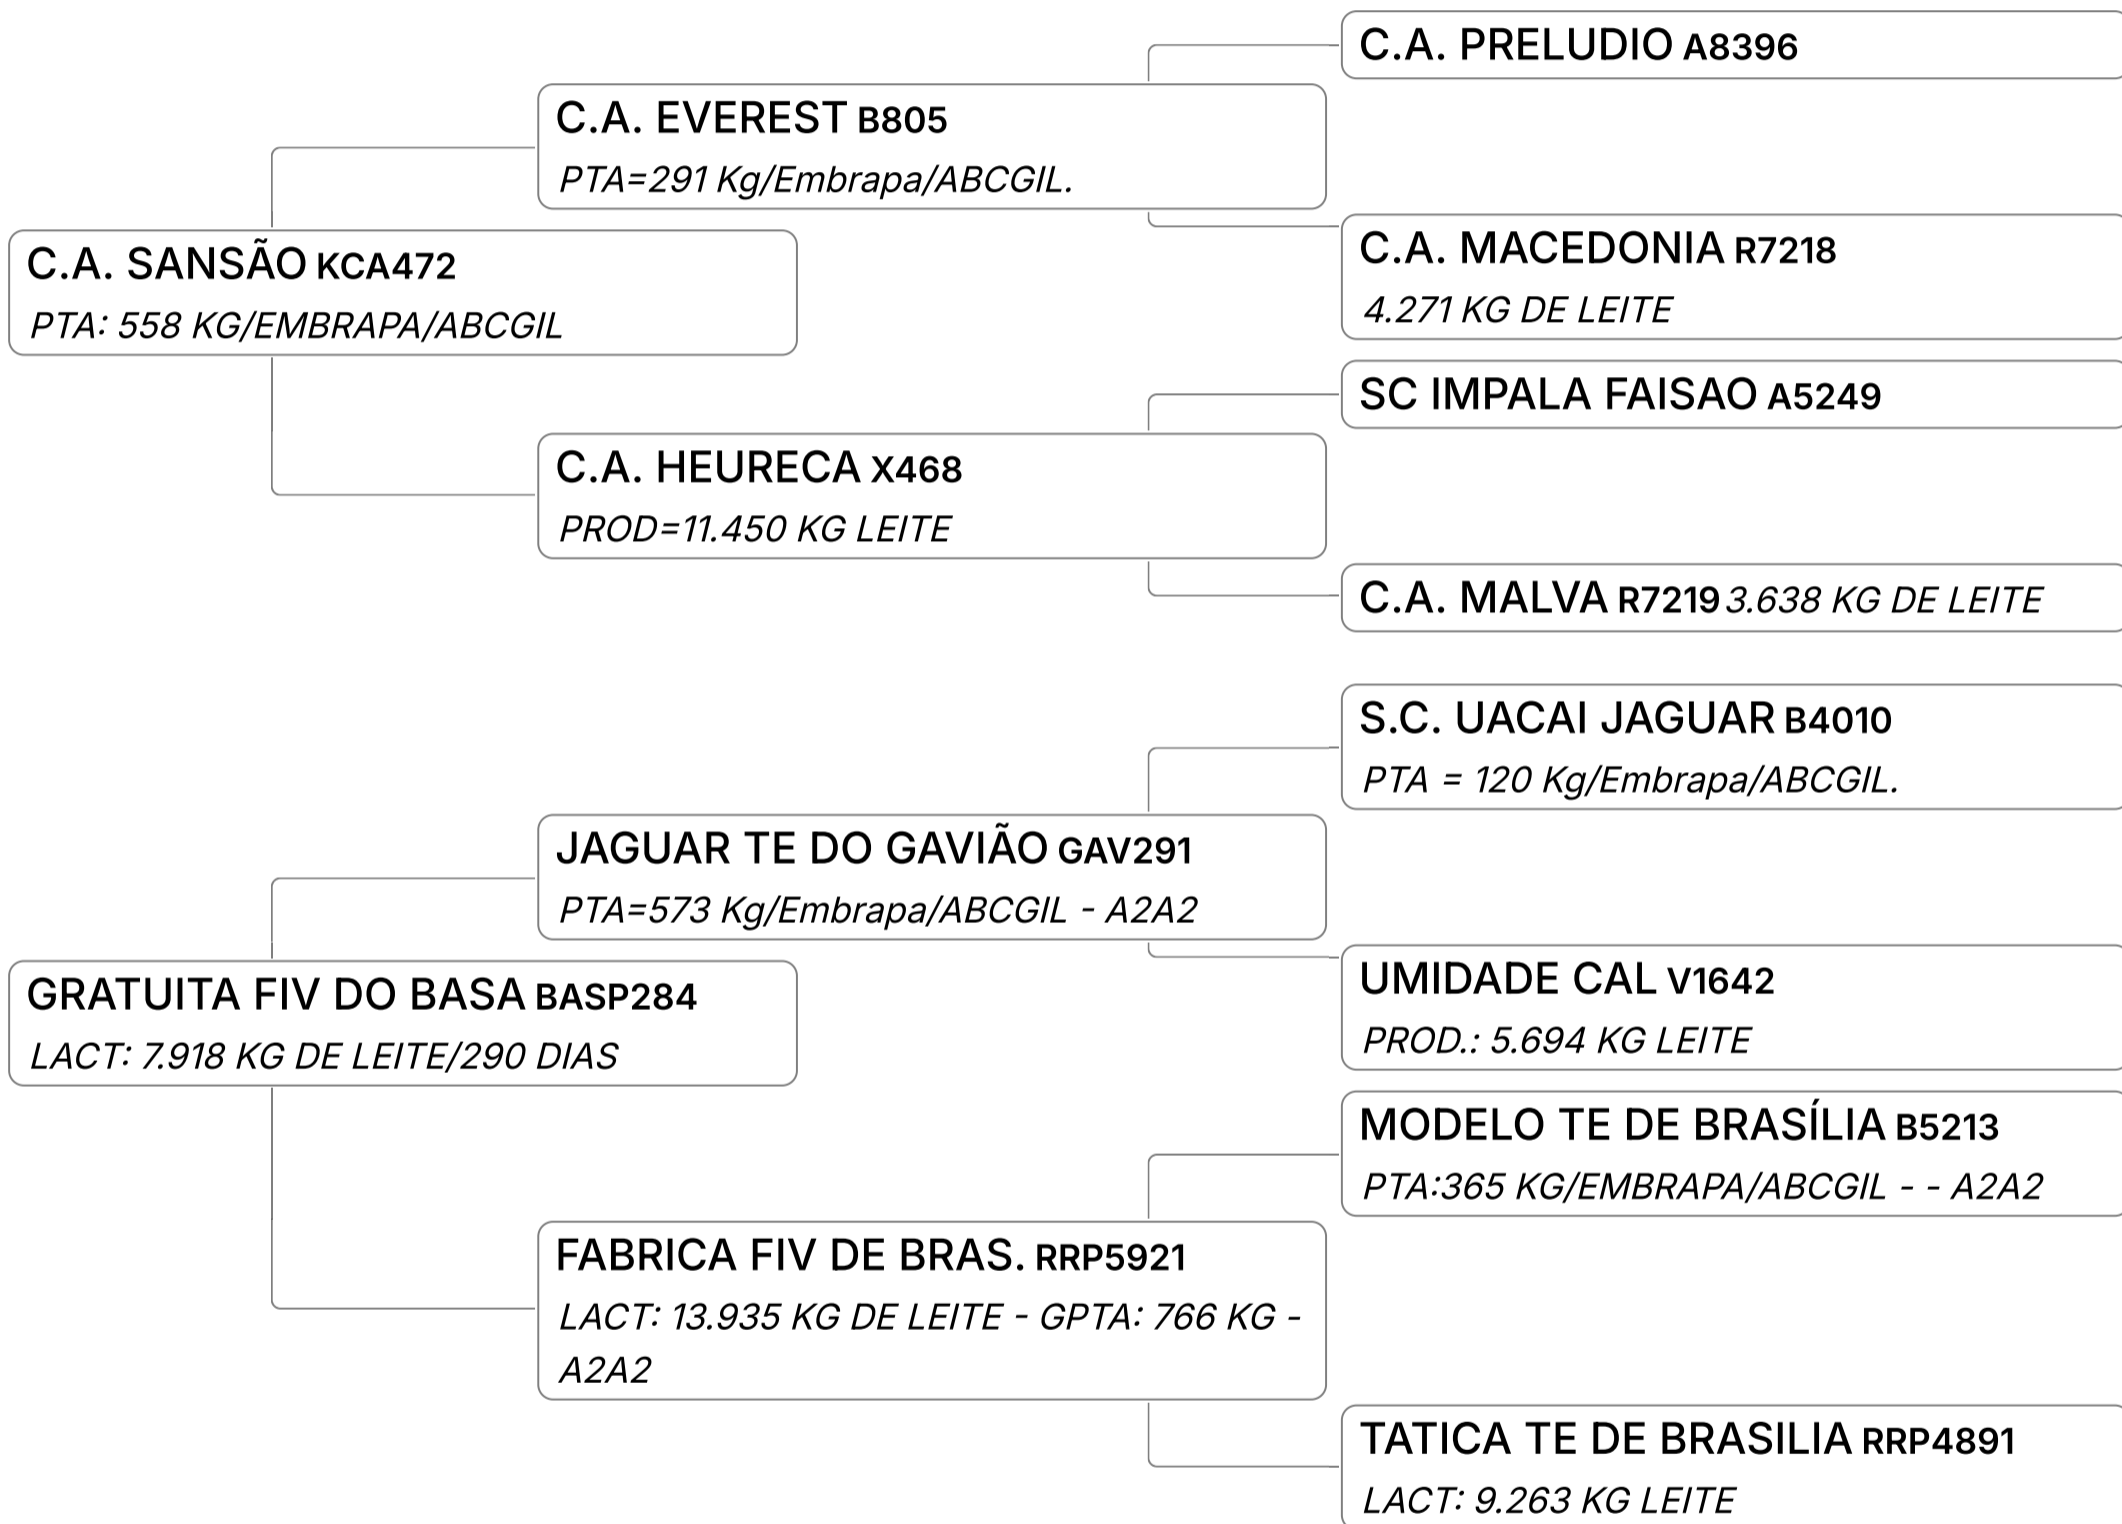 C.A. PRELUDIO A8396
C.A. EVEREST B805
PTA=291 Kg/Embrapa/ABCGIL.
C.A. MACEDONIA R7218
4.271 KG DE LEITE
C.A. SANSÃO KCA472
PTA: 558 KG/EMBRAPA/ABCGIL
SC IMPALA FAISAO A5249
C.A. HEURECA X468
PROD=11.450 KG LEITE
C.A. MALVA R7219 3.638 KG DE LEITE
S.C. UACAI JAGUAR B4010
PTA = 120 Kg/Embrapa/ABCGIL.
JAGUAR TE DO GAVIÃO GAV291
PTA=573 Kg/Embrapa/ABCGIL - A2A2
UMIDADE CAL V1642
PROD.: 5.694 KG LEITE
GRATUITA FIV DO BASA BASP284
LACT: 7.918 KG DE LEITE/290 DIAS
MODELO TE DE BRASÍLIA B5213
PTA:365 KG/EMBRAPA/ABCGIL - - A2A2
FABRICA FIV DE BRAS. RRP5921
LACT: 13.935 KG DE LEITE - GPTA: 766 KG -
A2A2
TATICA TE DE BRASILIA RRP4891
LACT: 9.263 KG LEITE